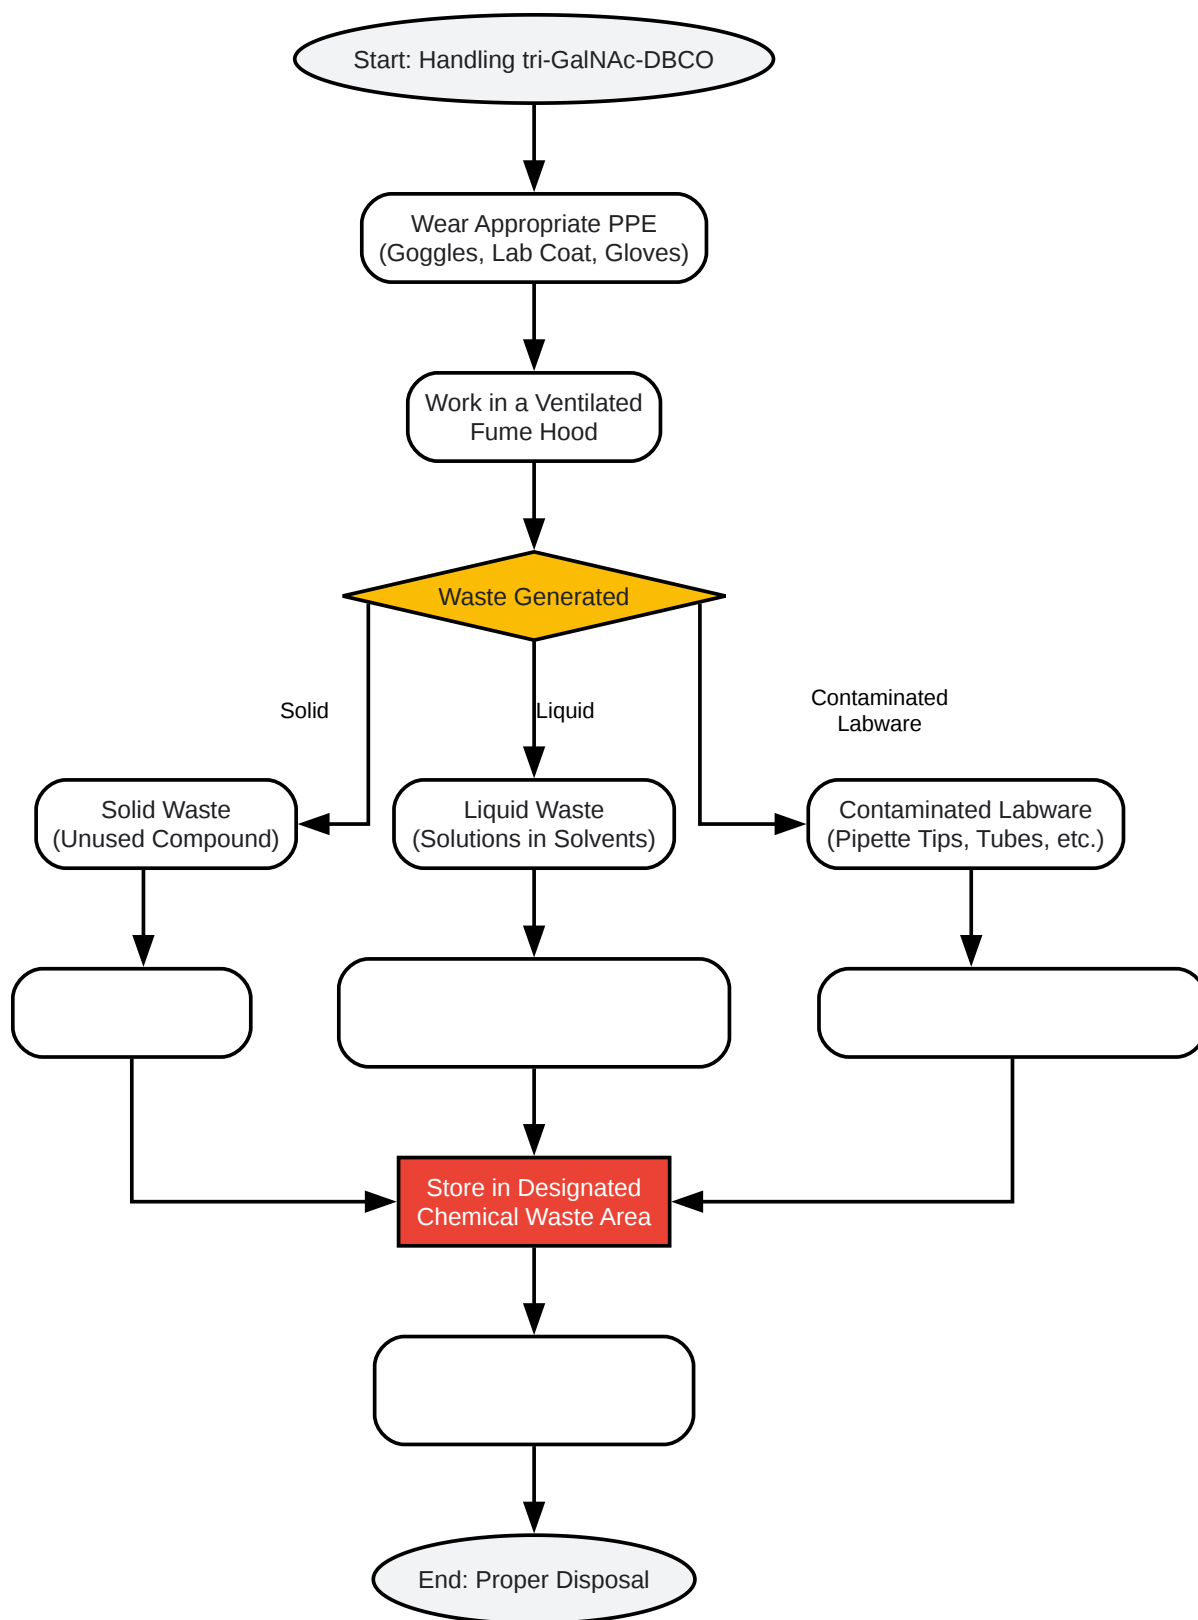 Start: Handling tri-GalNAc-DBCO
Wear Appropriate PPE
(Goggles, Lab Coat, Gloves)
Work in a Ventilated
Fume Hood
Waste Generated
Solid
Liquid
Contaminated
Labware
Solid Waste
(Unused Compound)
Liquid Waste
(Solutions in Solvents)
Contaminated Labware
(Pipette Tips, Tubes, etc.)
Store in Designated
Chemical Waste Area
End: Proper Disposal